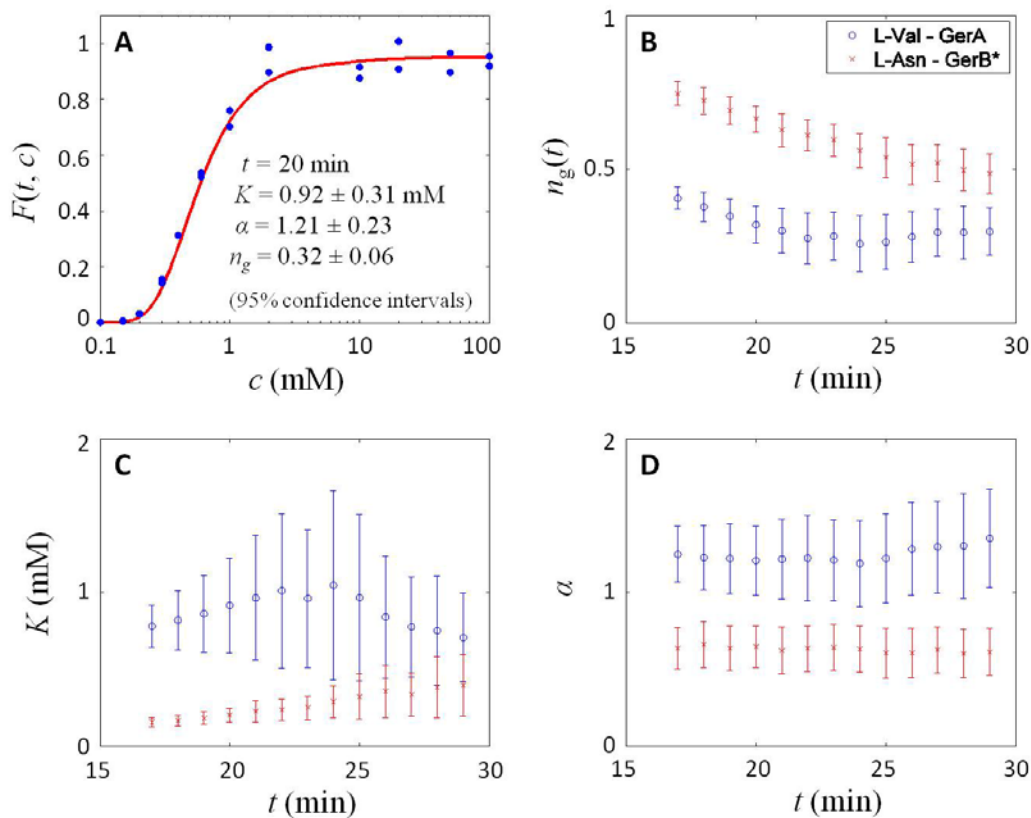 A
F(t, c)
1
0.8
0.6
0.4
0.2
0
0.1
1
10
100
c (mM)
t = 20 min
K = 0.92 ± 0.31 mM
α = 1.21 ± 0.23
n_g = 0.32 ± 0.06
(95% confidence intervals)
B
L-Val - GerA
L-Asn - GerB*
n_g(t)
1
0.5
0
15
20
25
30
t (min)
C
K (mM)
2
1
0
15
20
25
30
t (min)
D
α
2
1
0
15
20
25
30
t (min)